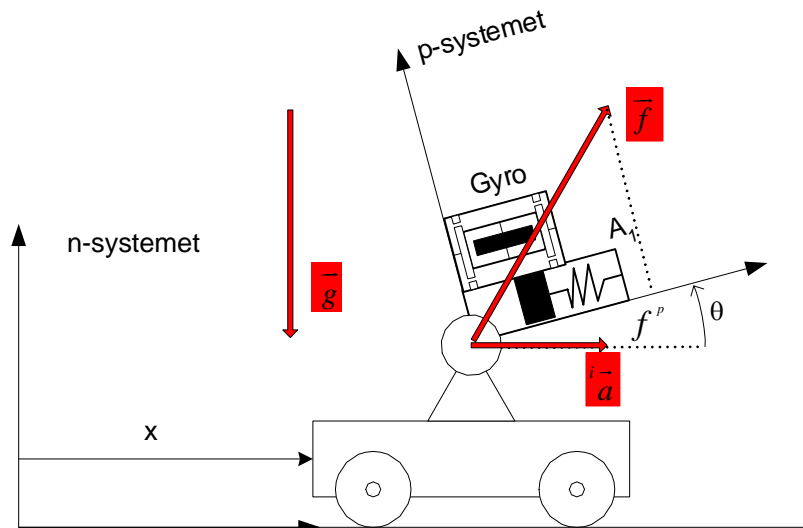 p-systemet
f
Gyro
A₁
n-systemet
g
f^p
θ
^i a
x